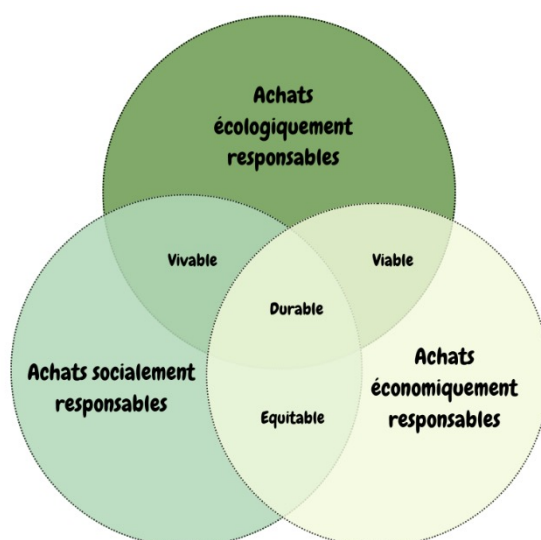 Achats
écologiquement
responsables
Vivable
Viable
Durable
Achats socialement
responsables
Achats
économiquement
responsables
Equitable